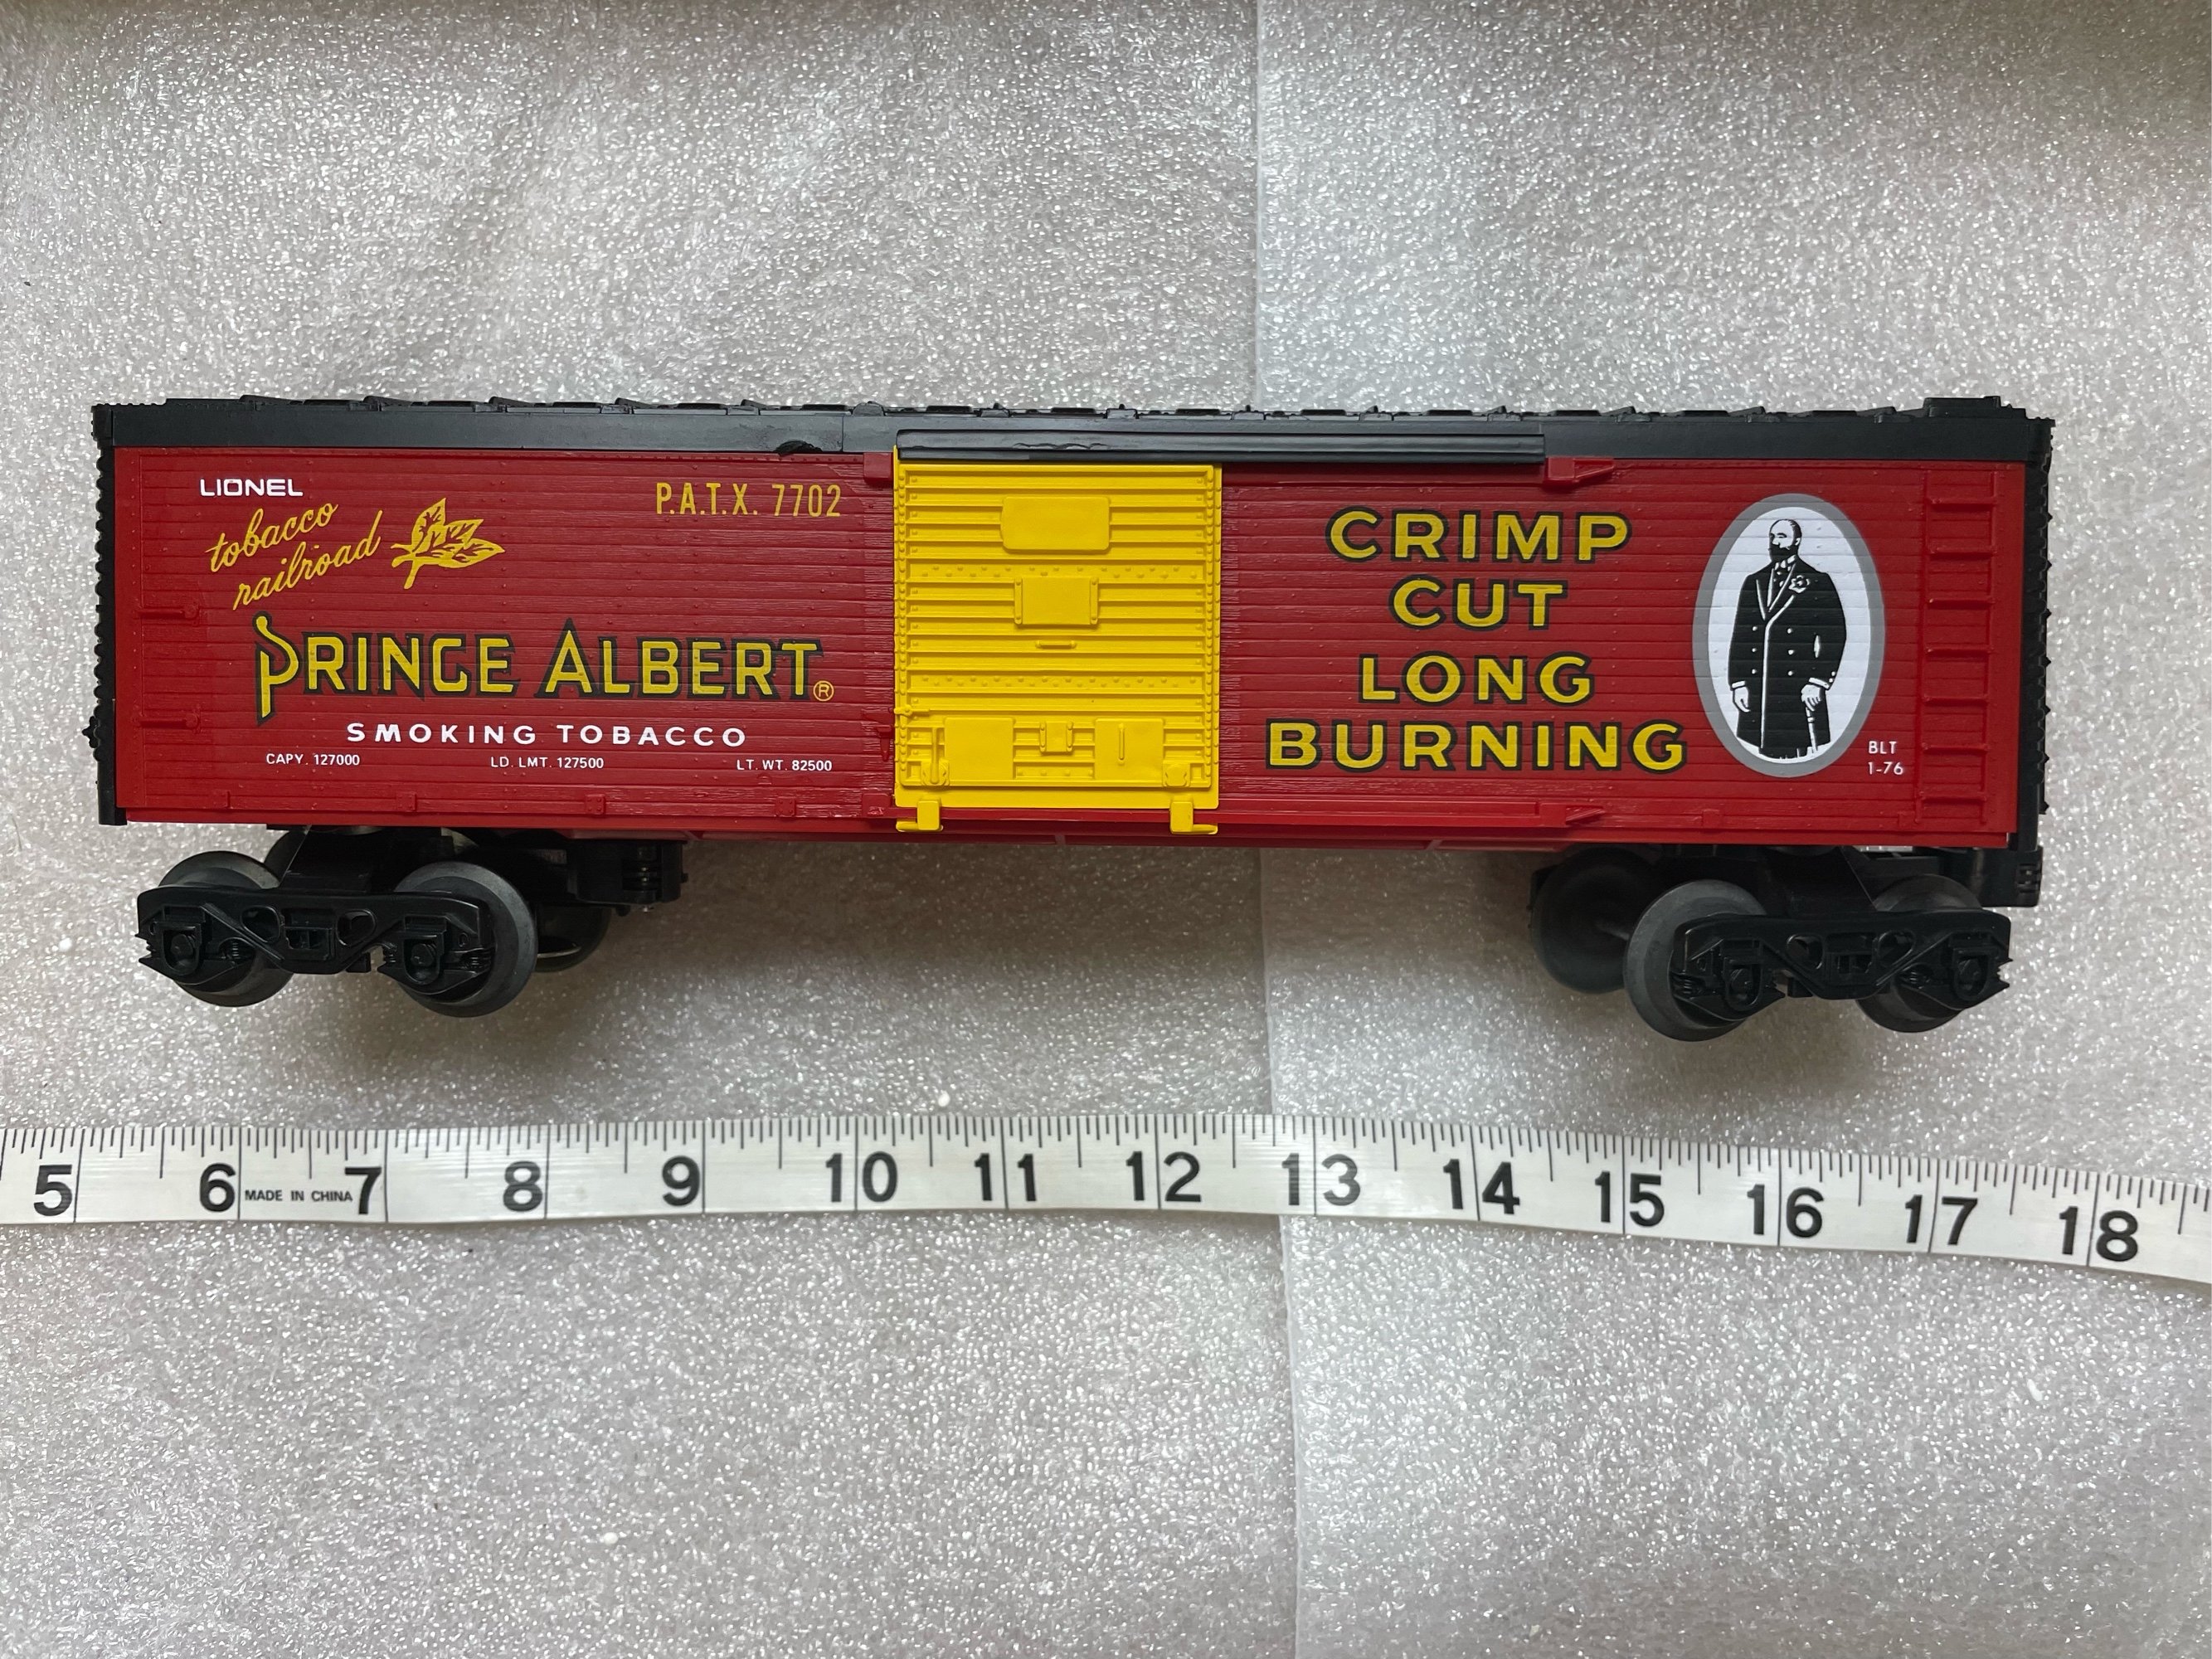 LIONEL
tobacco
railroad
P.A.T.X. 7702
PRINCE ALBERT®
SMOKING TOBACCO
CAPY. 127000 LD. LMT. 127500 LT. WT. 82500
CRIMP
CUT
LONG
BURNING
BLT
1-76
5 6 MADE IN CHINA 7 8 9 10 11 12 13 14 15 16 17 18